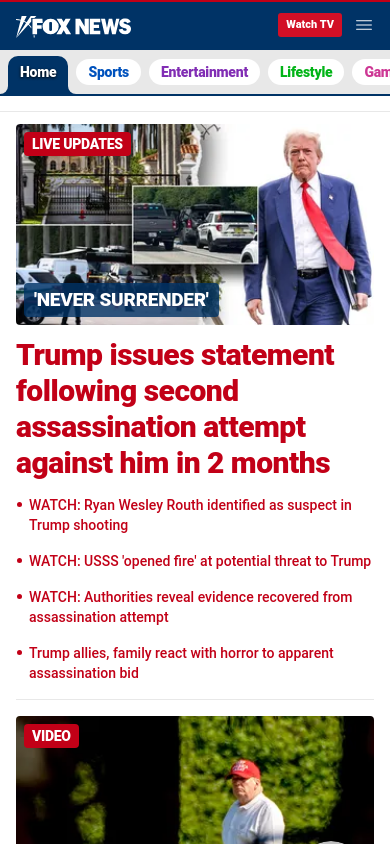 FOX NEWS
Watch TV
Home
Sports
Entertainment
Lifestyle
LIVE UPDATES
'NEVER SURRENDER'
Trump issues statement
following second
assassination attempt
against him in 2 months
• WATCH: Ryan Wesley Routh identified as suspect in
Trump shooting
• WATCH: USSS 'opened fire' at potential threat to Trump
• WATCH: Authorities reveal evidence recovered from
assassination attempt
• Trump allies, family react with horror to apparent
assassination bid
VIDEO